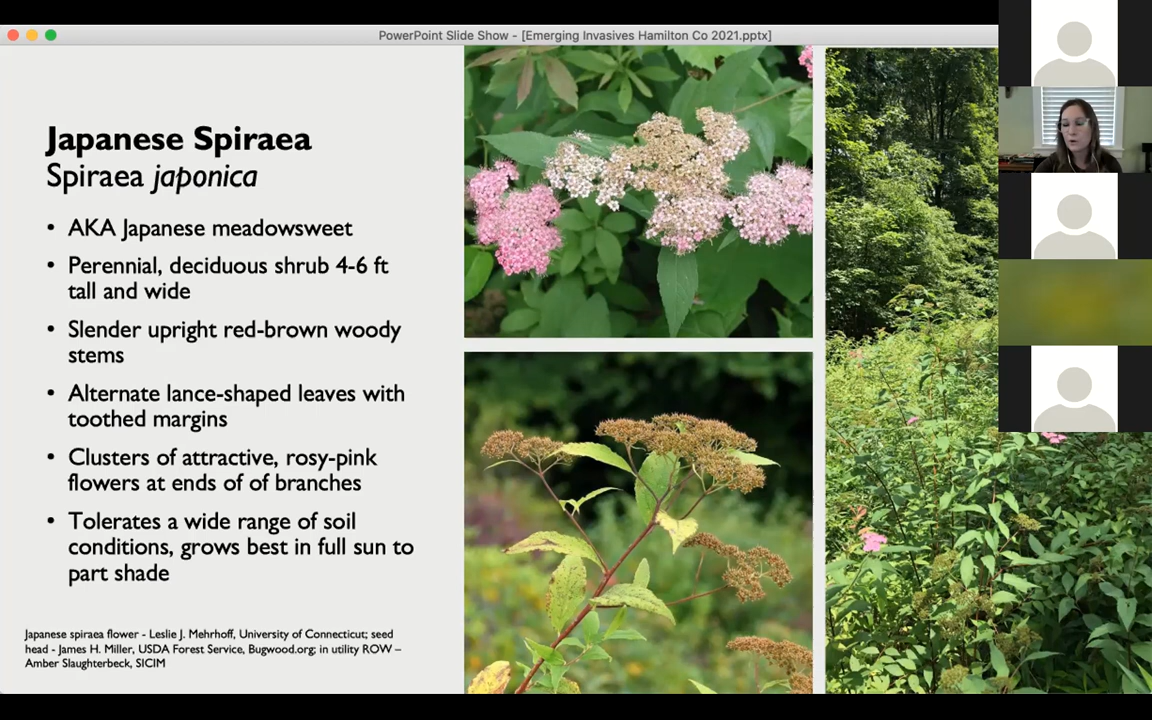 PowerPoint Slide Show - [Emerging Invasives Hamilton Co 2021.pptx]
Japanese Spiraea
Spiraea japonica
• AKA Japanese meadowsweet
• Perennial, deciduous shrub 4-6 ft
tall and wide
• Slender upright red-brown woody
stems
• Alternate lance-shaped leaves with
toothed margins
• Clusters of attractive, rosy-pink
flowers at ends of of branches
• Tolerates a wide range of soil
conditions, grows best in full sun to
part shade
Japanese spiraea flower - Leslie J. Mehrhoff, University of Connecticut; seed
head - James H. Miller, USDA Forest Service, Bugwood.org; in utility ROW –
Amber Slaughterbeck, SICIM